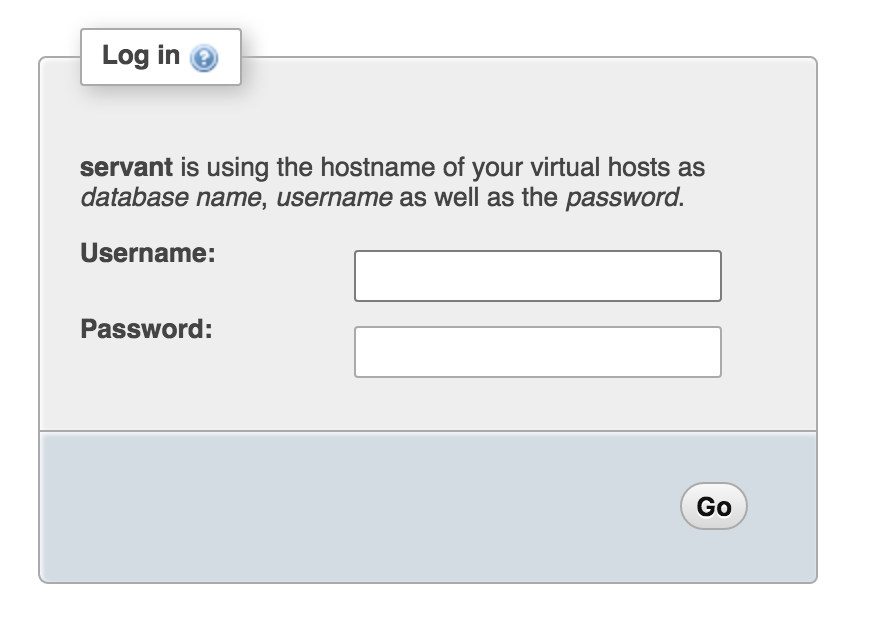 Log in
servant is using the hostname of your virtual hosts as
database name, username as well as the password.
Username:
Password:
Go